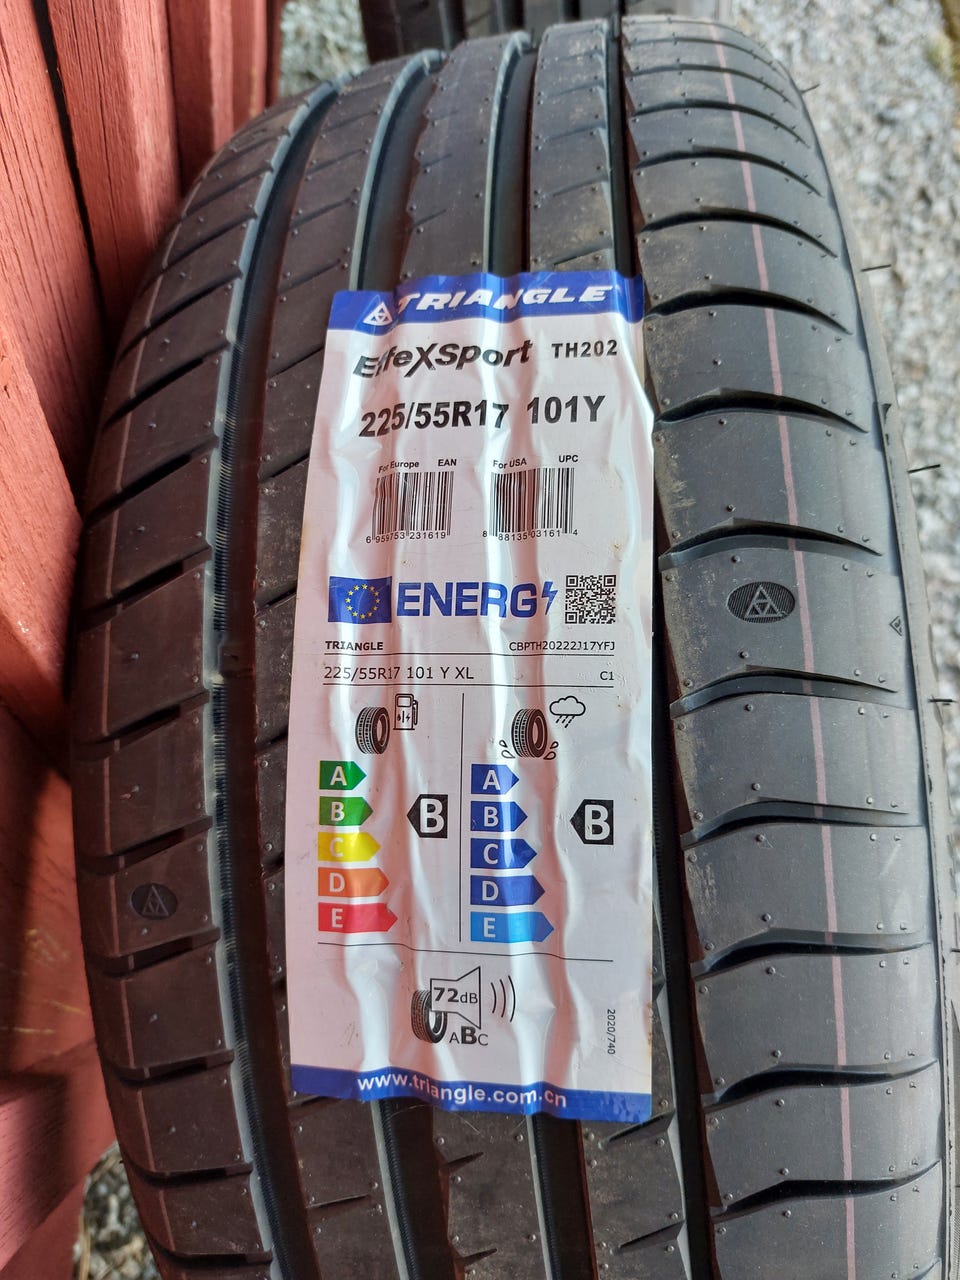 TRIANGLE
EffeXSport TH202
225/55R17 101Y
For Europe EAN For USA UPC
6 959753 231619 8 88135 03161 4
ENERG
TRIANGLE CBPTH20222J17YFJ
225/55R17 101 Y XL C1
A A
B B B B
C C
D D
E E
72dB
ABC
2020/740
www.triangle.com.cn